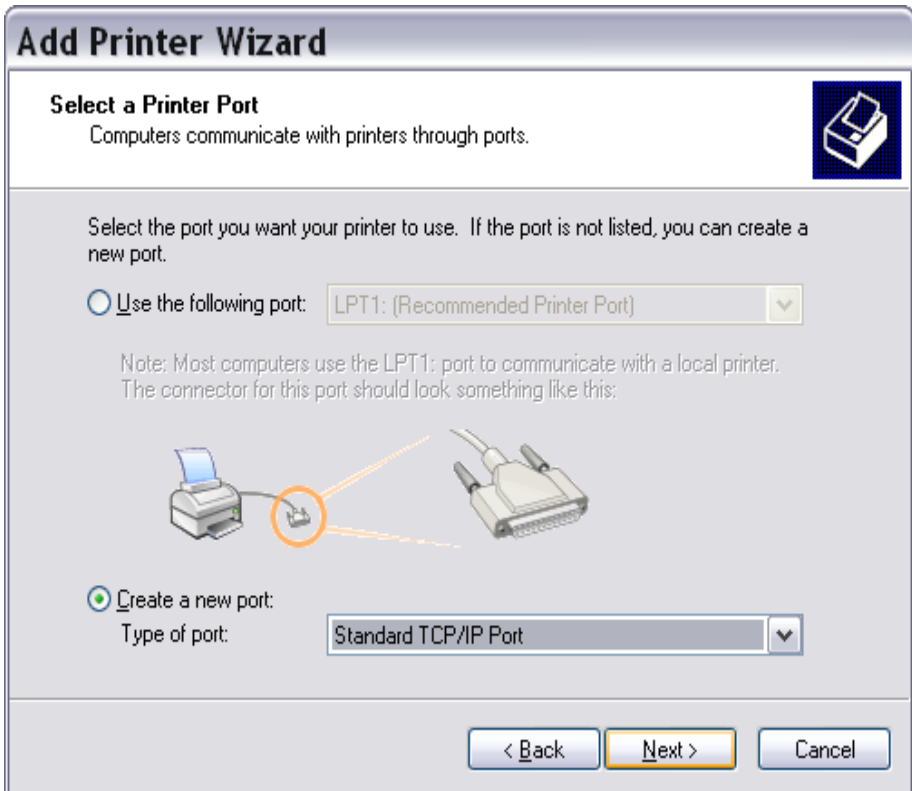 Add Printer Wizard
Select a Printer Port
Computers communicate with printers through ports.
Select the port you want your printer to use. If the port is not listed, you can create a
new port.
Use the following port: LPT1: (Recommended Printer Port)
Note: Most computers use the LPT1: port to communicate with a local printer.
The connector for this port should look something like this:
Create a new port:
Type of port: Standard TCP/IP Port
< Back Next > Cancel